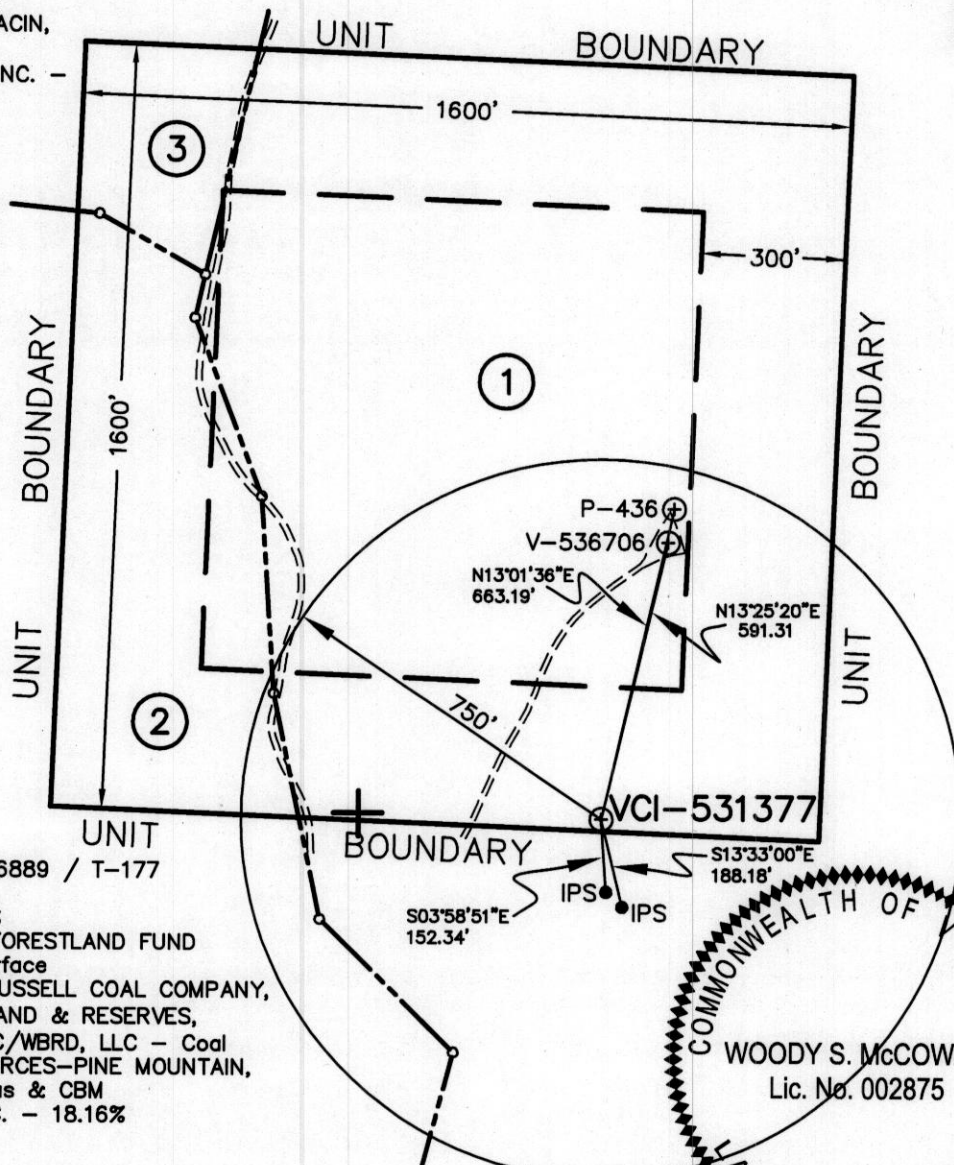 ACIN,
UNIT BOUNDARY
NC. -
1600'
3
300'
1
BOUNDARY
1600'
BOUNDARY
P-436
V-536706
N13°01'36"E
663.19'
N13°25'20"E
591.31
UNIT
UNIT
2
750'
VCI-531377
UNIT
BOUNDARY
6889 / T-177
S13°33'00"E
188.18'
IPS
IPS
S03°58'51"E
152.34'
FORESTLAND FUND
rface
USSELL COAL COMPANY,
AND & RESERVES,
C/WBRD, LLC - Coal
RCES-PINE MOUNTAIN,
as & CBM
C. - 18.16%
COMMONWEALTH OF
WOODY S. McCOW
Lic. No. 002875